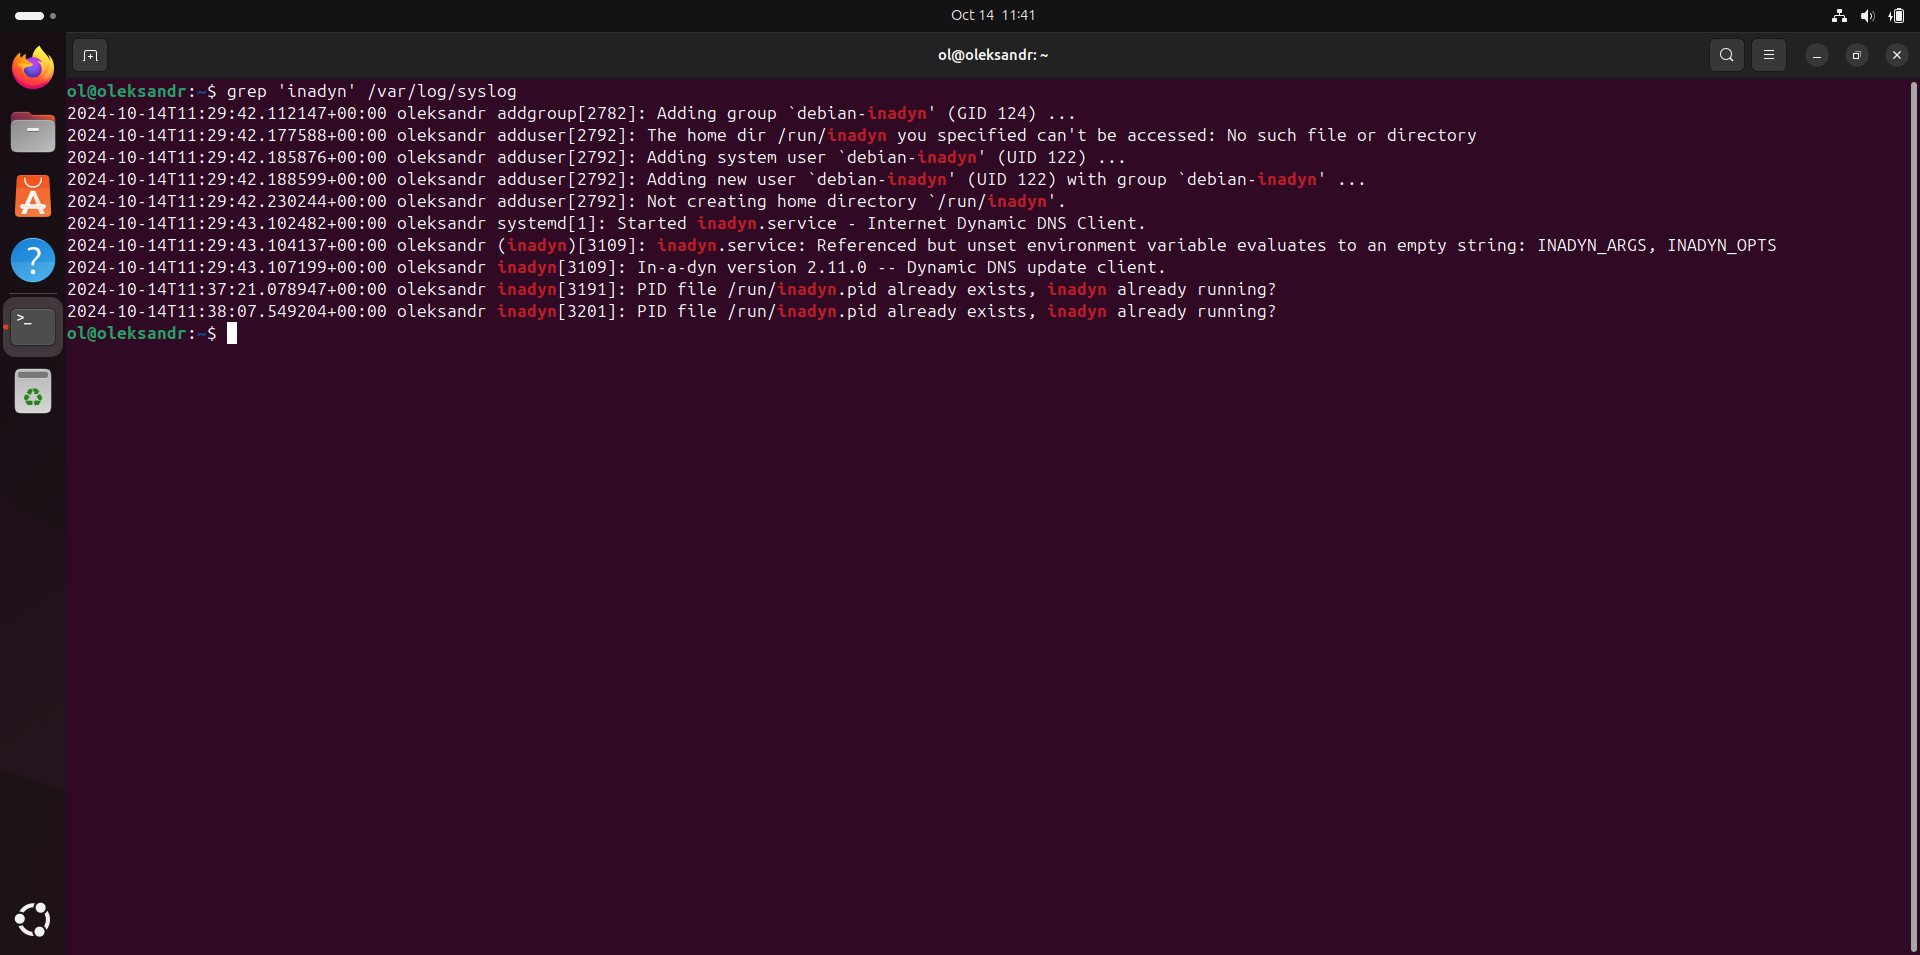 Oct 14 11:41
ol@oleksandr: ~
ol@oleksandr:~$ grep 'inadyn' /var/log/syslog
2024-10-14T11:29:42.112147+00:00 oleksandr addgroup[2782]: Adding group `debian-inadyn' (GID 124) ...
2024-10-14T11:29:42.177588+00:00 oleksandr adduser[2792]: The home dir /run/inadyn you specified can't be accessed: No such file or directory
2024-10-14T11:29:42.185876+00:00 oleksandr adduser[2792]: Adding system user `debian-inadyn' (UID 122) ...
2024-10-14T11:29:42.188599+00:00 oleksandr adduser[2792]: Adding new user `debian-inadyn' (UID 122) with group `debian-inadyn' ...
2024-10-14T11:29:42.230244+00:00 oleksandr adduser[2792]: Not creating home directory `/run/inadyn'.
2024-10-14T11:29:43.102482+00:00 oleksandr systemd[1]: Started inadyn.service - Internet Dynamic DNS Client.
2024-10-14T11:29:43.104137+00:00 oleksandr (inadyn)[3109]: inadyn.service: Referenced but unset environment variable evaluates to an empty string: INADYN_ARGS, INADYN_OPTS
2024-10-14T11:29:43.107199+00:00 oleksandr inadyn[3109]: In-a-dyn version 2.11.0 -- Dynamic DNS update client.
2024-10-14T11:37:21.078947+00:00 oleksandr inadyn[3191]: PID file /run/inadyn.pid already exists, inadyn already running?
2024-10-14T11:38:07.549204+00:00 oleksandr inadyn[3201]: PID file /run/inadyn.pid already exists, inadyn already running?
ol@oleksandr:~$